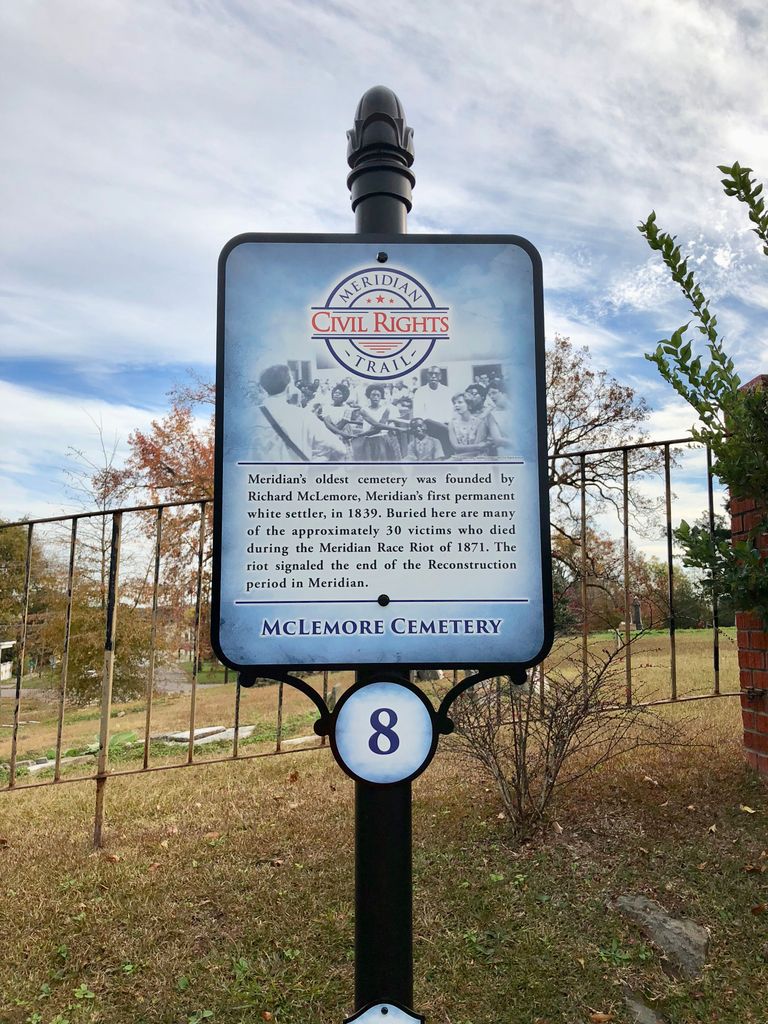 MERIDIAN
CIVIL RIGHTS
-TRAIL-
Meridian's oldest cemetery was founded by
Richard McLemore, Meridian's first permanent
white settler, in 1839. Buried here are many
of the approximately 30 victims who died
during the Meridian Race Riot of 1871. The
riot signaled the end of the Reconstruction
period in Meridian.
MCLEMORE CEMETERY
8